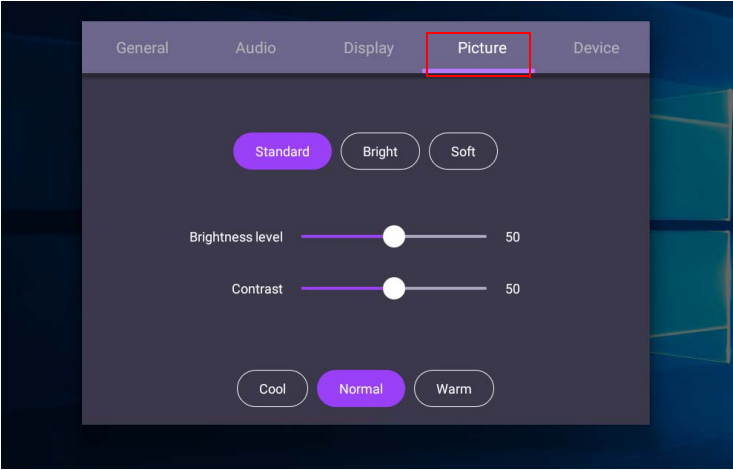 General Audio Display Picture Device
Standard Bright Soft
Brightness level 50
Contrast 50
Cool Normal Warm